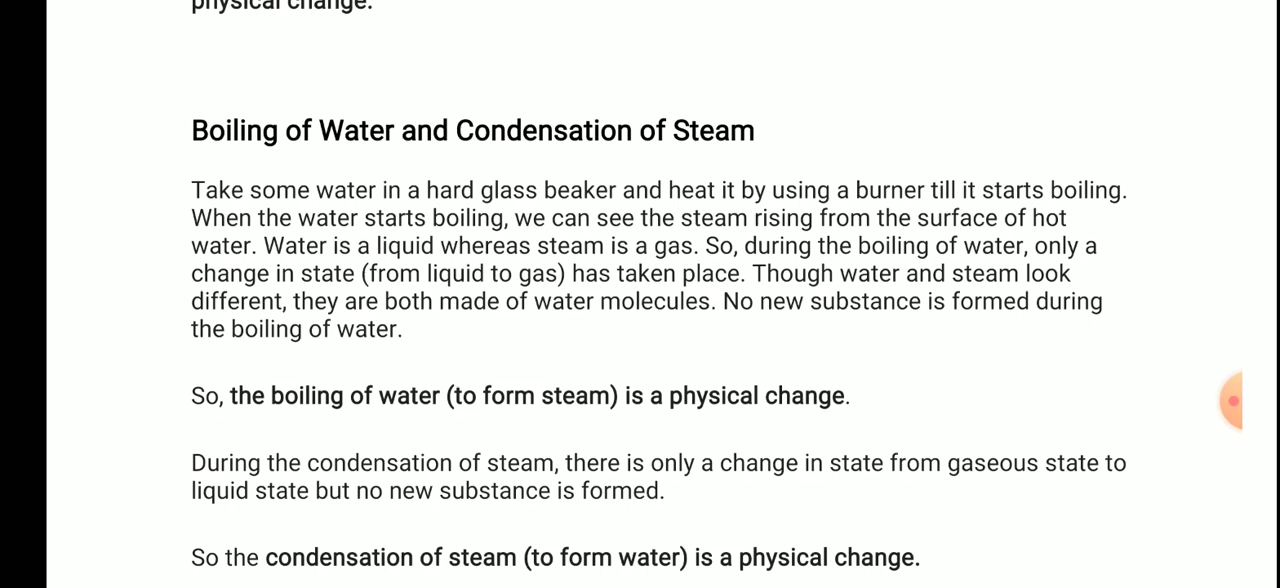 physical change.
Boiling of Water and Condensation of Steam
Take some water in a hard glass beaker and heat it by using a burner till it starts boiling.
When the water starts boiling, we can see the steam rising from the surface of hot
water. Water is a liquid whereas steam is a gas. So, during the boiling of water, only a
change in state (from liquid to gas) has taken place. Though water and steam look
different, they are both made of water molecules. No new substance is formed during
the boiling of water.
So, the boiling of water (to form steam) is a physical change.
During the condensation of steam, there is only a change in state from gaseous state to
liquid state but no new substance is formed.
So the condensation of steam (to form water) is a physical change.